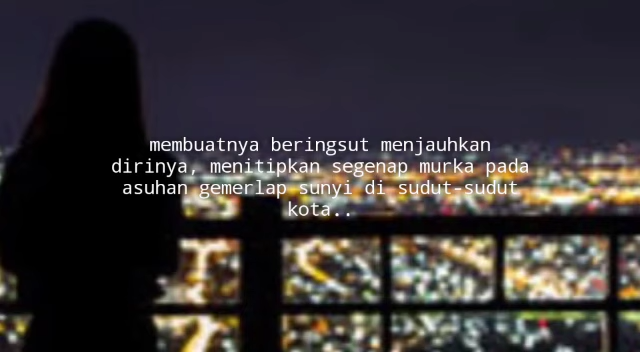 membuatnya beringsut menjauhkan
dirinya, menitipkan segenap murka pada
asuhan gemerlap sunyi di sudut-sudut
kota..